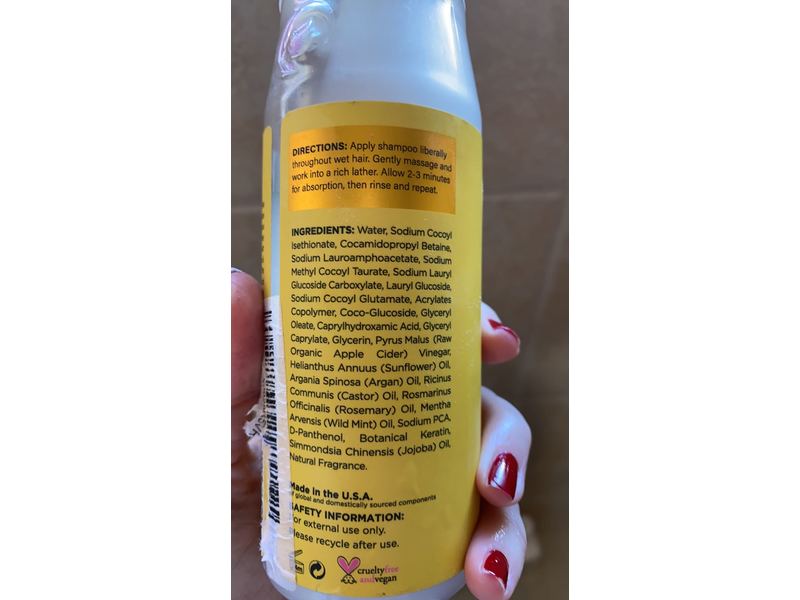 DIRECTIONS: Apply shampoo liberally
throughout wet hair. Gently massage and
work into a rich lather. Allow 2-3 minutes
for absorption, then rinse and repeat.
INGREDIENTS: Water, Sodium Cocoyl
Isethionate, Cocamidopropyl Betaine,
Sodium Lauroamphoacetate, Sodium
Methyl Cocoyl Taurate, Sodium Lauryl
Glucoside Carboxylate, Lauryl Glucoside,
Sodium Cocoyl Glutamate, Acrylates
Copolymer, Coco-Glucoside, Glyceryl
Oleate, Caprylhydroxamic Acid, Glyceryl
Caprylate, Glycerin, Pyrus Malus (Raw
Organic Apple Cider) Vinegar,
Helianthus Annuus (Sunflower) Oil,
Argania Spinosa (Argan) Oil, Ricinus
Communis (Castor) Oil, Rosmarinus
Officinalis (Rosemary) Oil, Mentha
Arvensis (Wild Mint) Oil, Sodium PCA,
D-Panthenol, Botanical Keratin,
Simmondsia Chinensis (Jojoba) Oil,
Natural Fragrance.
Made in the U.S.A.
global and domestically sourced components
SAFETY INFORMATION:
For external use only.
Please recycle after use.
crueltyfree
andvegan